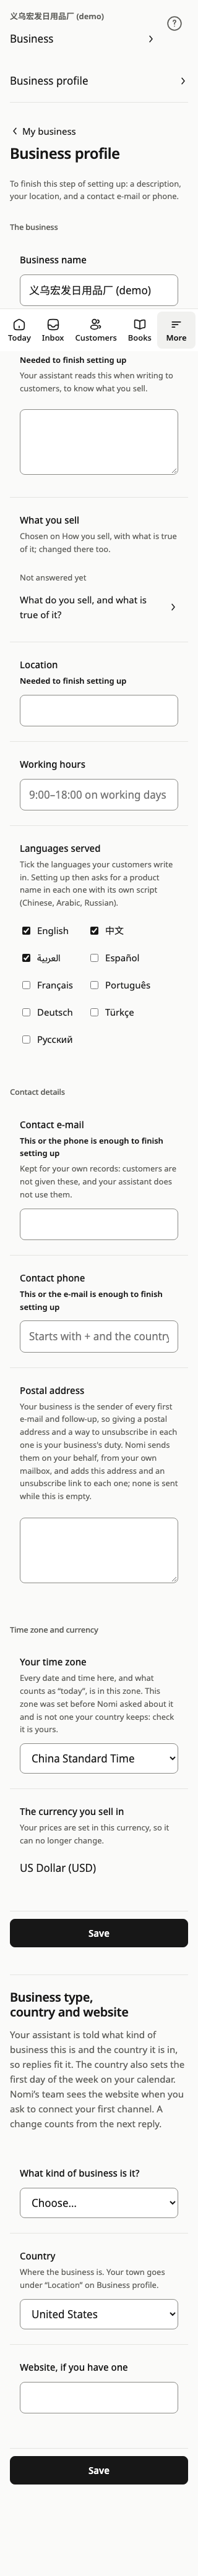 义乌宏发日用品厂 (demo)
Business
Business profile
My business
Business profile
To finish this step of setting up: a description,
your location, and a contact e-mail or phone.
The business
Business name
义乌宏发日用品厂 (demo)
Today
Inbox
Customers
Books
More
Needed to finish setting up
Your assistant reads this when writing to
customers, to know what you sell.
What you sell
Chosen on How you sell, with what is true
of it; changed there too.
Not answered yet
What do you sell, and what is
true of it?
Location
Needed to finish setting up
Working hours
9:00–18:00 on working days
Languages served
Tick the languages your customers write
in. Setting up then asks for a product
name in each one with its own script
(Chinese, Arabic, Russian).
English
中文
العربية
Español
Français
Português
Deutsch
Türkçe
Русский
Contact details
Contact e-mail
This or the phone is enough to finish
setting up
Kept for your own records: customers are
not given these, and your assistant does
not use them.
Contact phone
This or the e-mail is enough to finish
setting up
Starts with + and the country
Postal address
Your business is the sender of every first
e-mail and follow-up, so giving a postal
address and a way to unsubscribe in each
one is your business's duty. Nomi sends
them on your behalf, from your own
mailbox, and adds this address and an
unsubscribe link to each one; none is sent
while this is empty.
Time zone and currency
Your time zone
Every date and time here, and what
counts as “today”, is in this zone. This
zone was set before Nomi asked about it
and is not one your country keeps: check
it is yours.
China Standard Time
The currency you sell in
Your prices are set in this currency, so it
can no longer change.
US Dollar (USD)
Save
Business type,
country and website
Your assistant is told what kind of
business this is and the country it is in,
so replies fit it. The country also sets the
first day of the week on your calendar.
Nomi’s team sees the website when you
ask to connect your first channel. A
change counts from the next reply.
What kind of business is it?
Choose…
Country
Where the business is. Your town goes
under “Location” on Business profile.
United States
Website, if you have one
Save